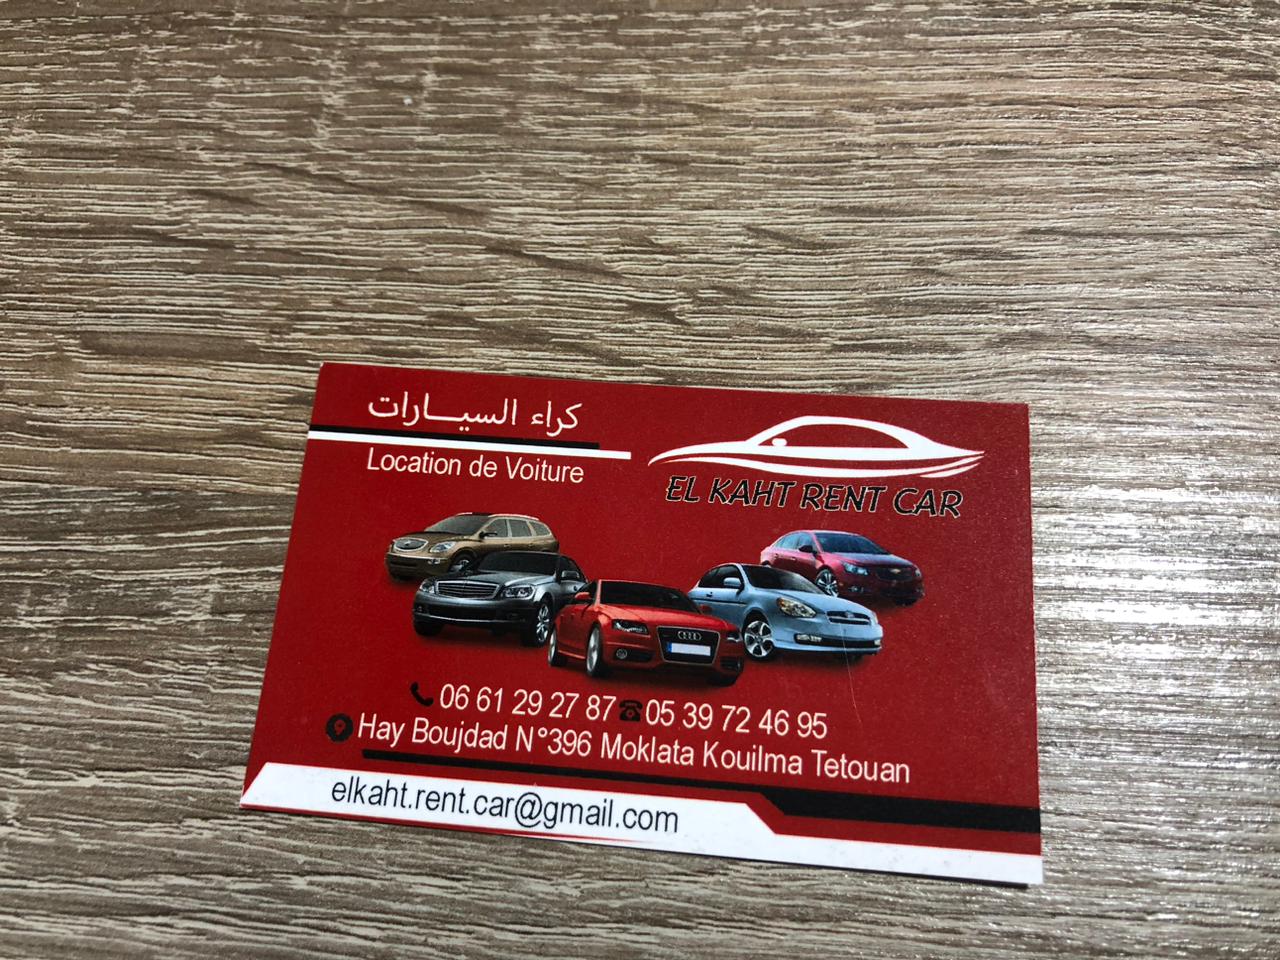 كراء السيارات
Location de Voiture
EL KAHT RENT CAR
06 61 29 27 87 05 39 72 46 95
Hay Boujdad N°396 Moklata Kouilma Tetouan
elkaht.rent.car@gmail.com